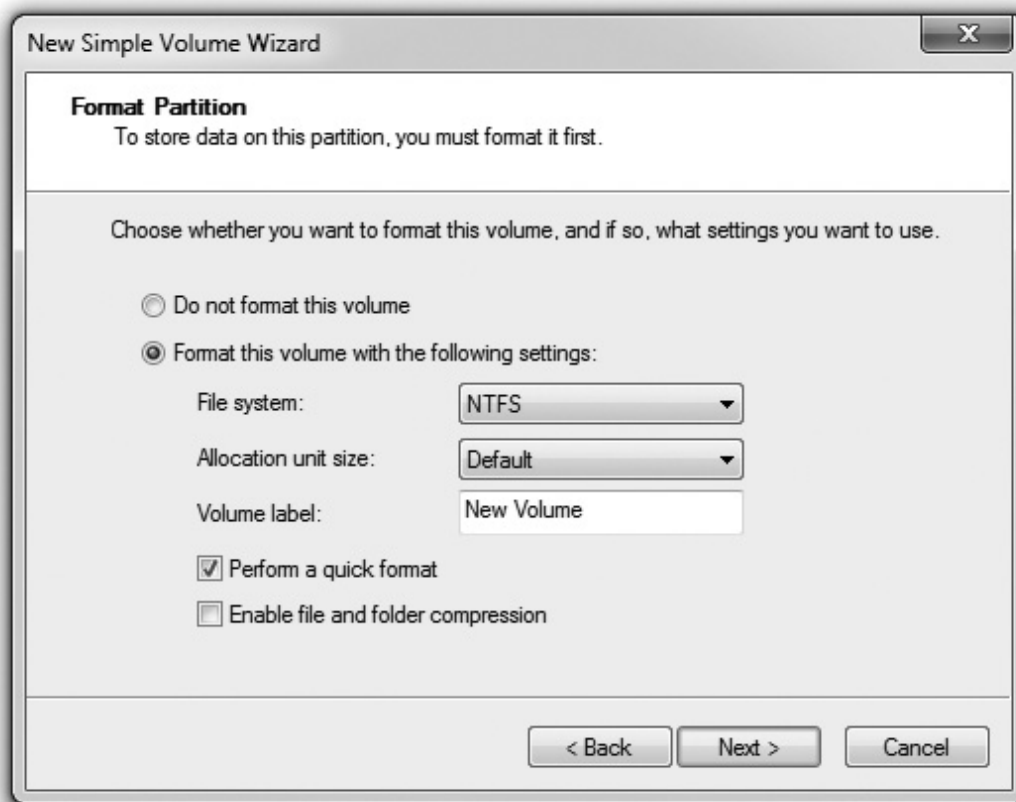 New Simple Volume Wizard
Format Partition
To store data on this partition, you must format it first.
Choose whether you want to format this volume, and if so, what settings you want to use.
Do not format this volume
Format this volume with the following settings:
File system: NTFS
Allocation unit size: Default
Volume label: New Volume
Perform a quick format
Enable file and folder compression
< Back Next > Cancel